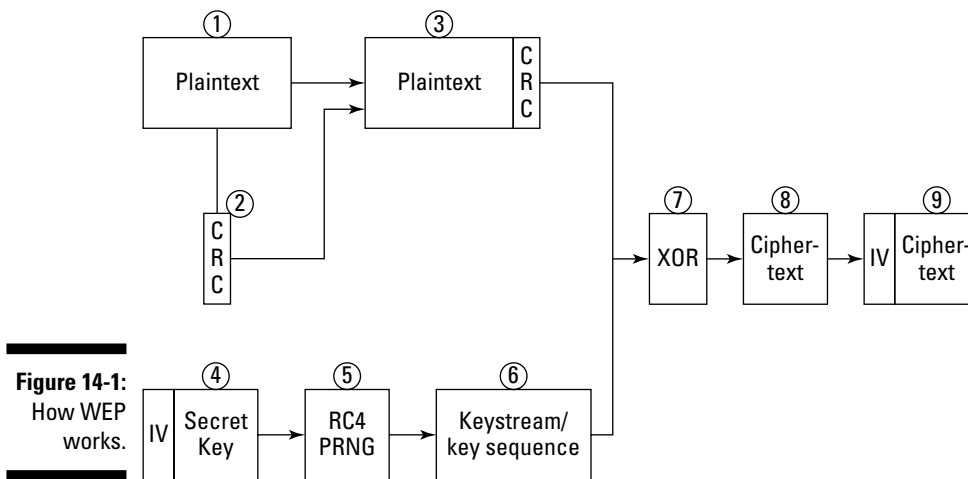 ①
Plaintext
②
C
R
C
③
Plaintext
C
R
C
④
IV
Secret
Key
⑤
RC4
PRNG
⑥
Keystream/
key sequence
⑦
XOR
⑧
Cipher-
text
⑨
IV
Cipher-
text
Figure 14-1:
How WEP
works.